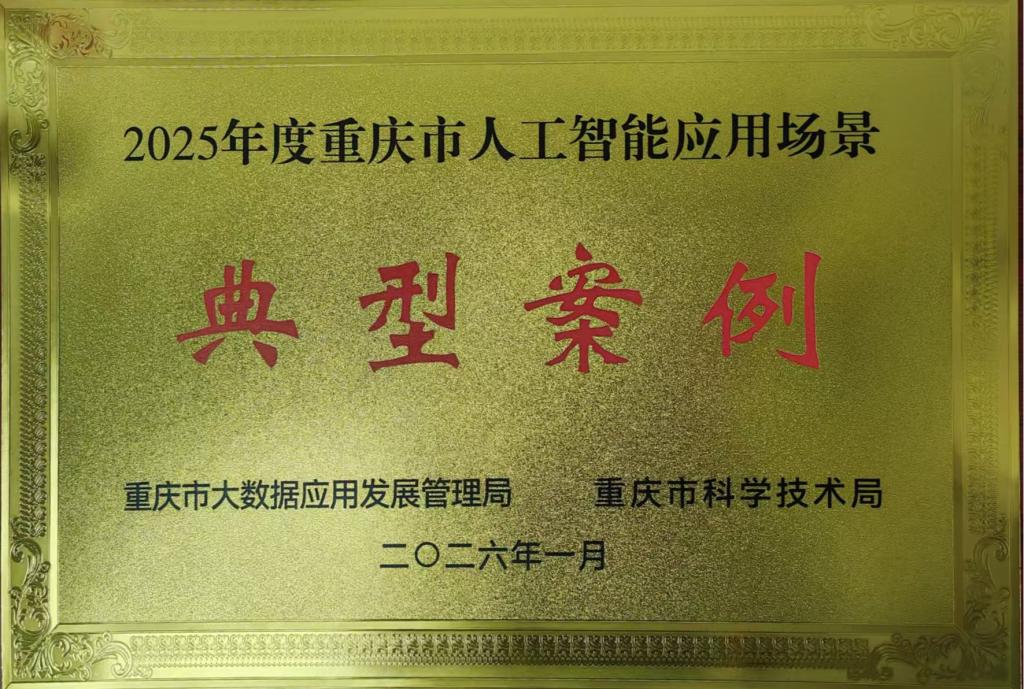 2025年度重庆市人工智能应用场景
典型案例
重庆市大数据应用发展管理局 重庆市科学技术局
二〇二六年一月